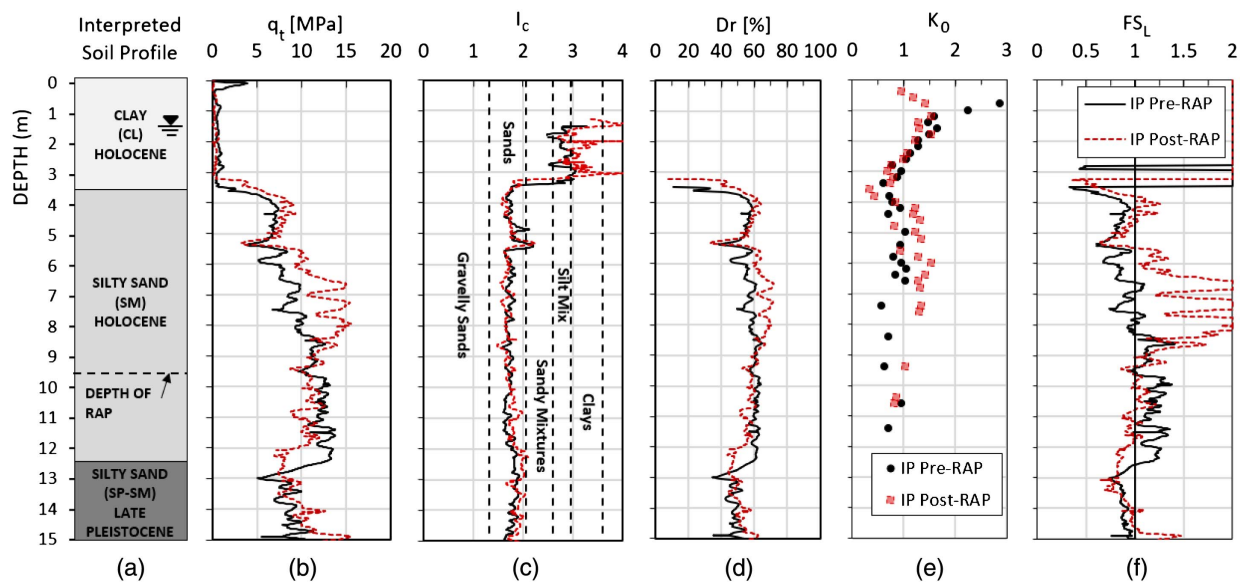 Interpreted
Soil Profile
qt [MPa]
Ic
Dr [%]
K0
FSL
0 5 10 15 20
0 1 2 3 4
0 20 40 60 80 100
0 1 2 3
0 0.5 1 1.5 2
DEPTH (m)
0
1
2
3
4
5
6
7
8
9
10
11
12
13
14
15
CLAY
(CL)
HOLOCENE
SILTY SAND
(SM)
HOLOCENE
DEPTH OF
RAP
SILTY SAND
(SP-SM)
LATE
PLEISTOCENE
Gravelly Sands
Sands
Sandy Mixtures
Silt Mix
Clays
IP Pre-RAP
IP Post-RAP
IP Pre-RAP
IP Post-RAP
(a) (b) (c) (d) (e) (f)